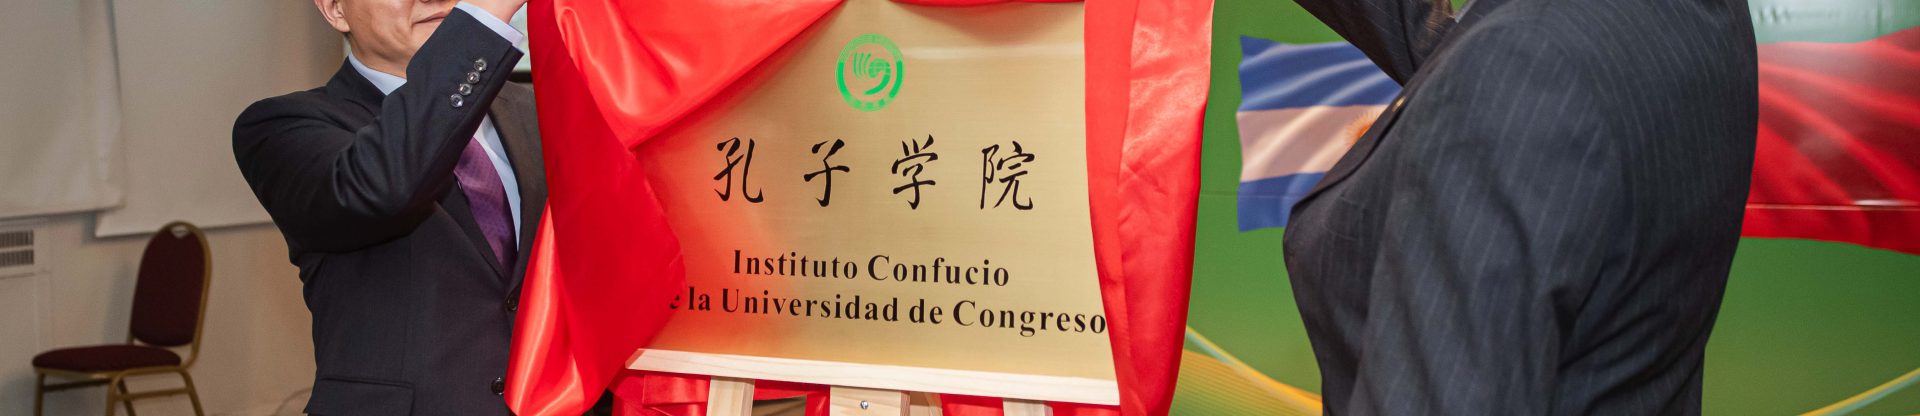 孔子学院
Instituto Confucio
la Universidad de Congreso